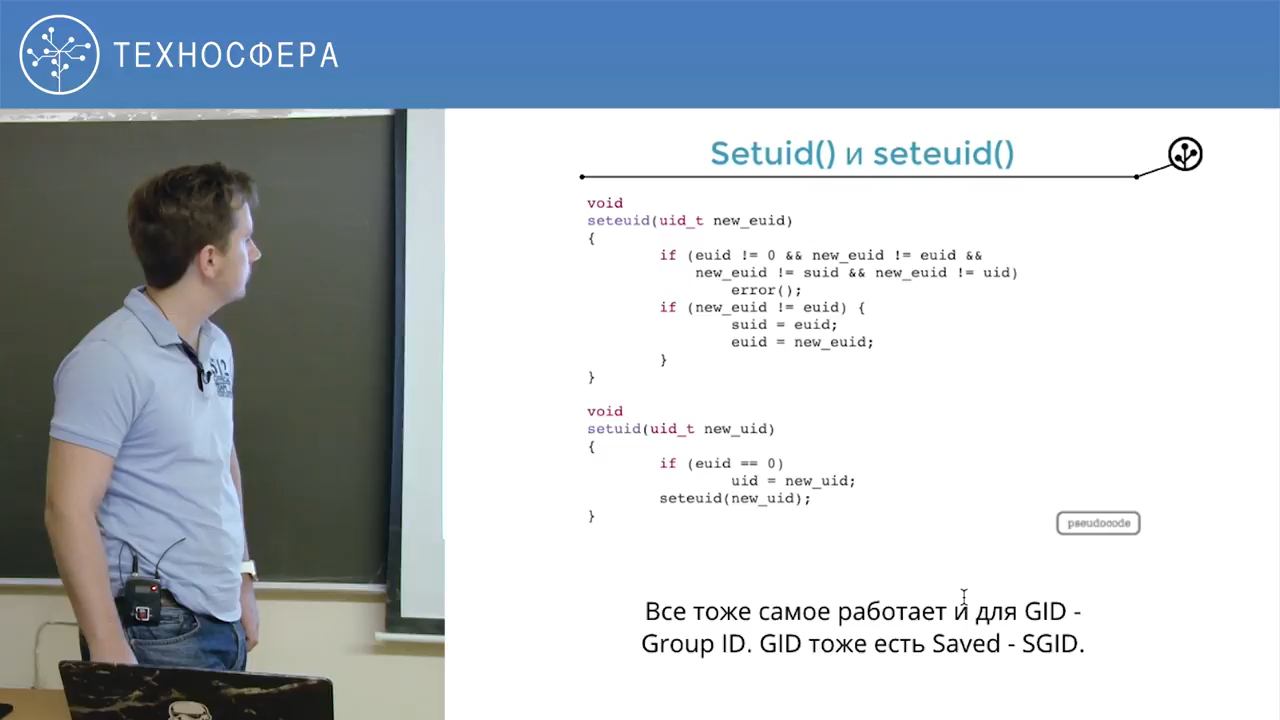 ТЕХНОСФЕРА
Setuid() и seteuid()
void
seteuid(uid_t new_euid)
{
if (euid != 0 && new_euid != euid &&
new_euid != suid && new_euid != uid)
error();
if (new_euid != euid) {
suid = euid;
euid = new_euid;
}
}
void
setuid(uid_t new_uid)
{
if (euid == 0)
uid = new_uid;
seteuid(new_uid);
}
pseudocode
Все тоже самое работает и для GID -
Group ID. GID тоже есть Saved - SGID.